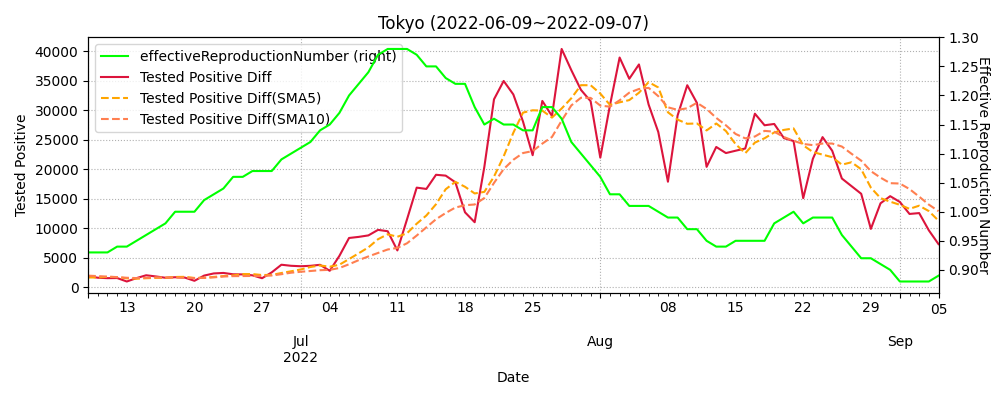 Tokyo (2022-06-09~2022-09-07)
effectiveReproductionNumber (right)
Tested Positive Diff
Tested Positive Diff(SMA5)
Tested Positive Diff(SMA10)
Tested Positive
40000
35000
30000
25000
20000
15000
10000
5000
0
1.30
1.25
1.20
1.15
1.10
1.05
1.00
0.95
0.90
Effective Reproduction Number
13 20 27 04 11 18 25 08 15 22 29 05
Jul Aug Sep
2022
Date